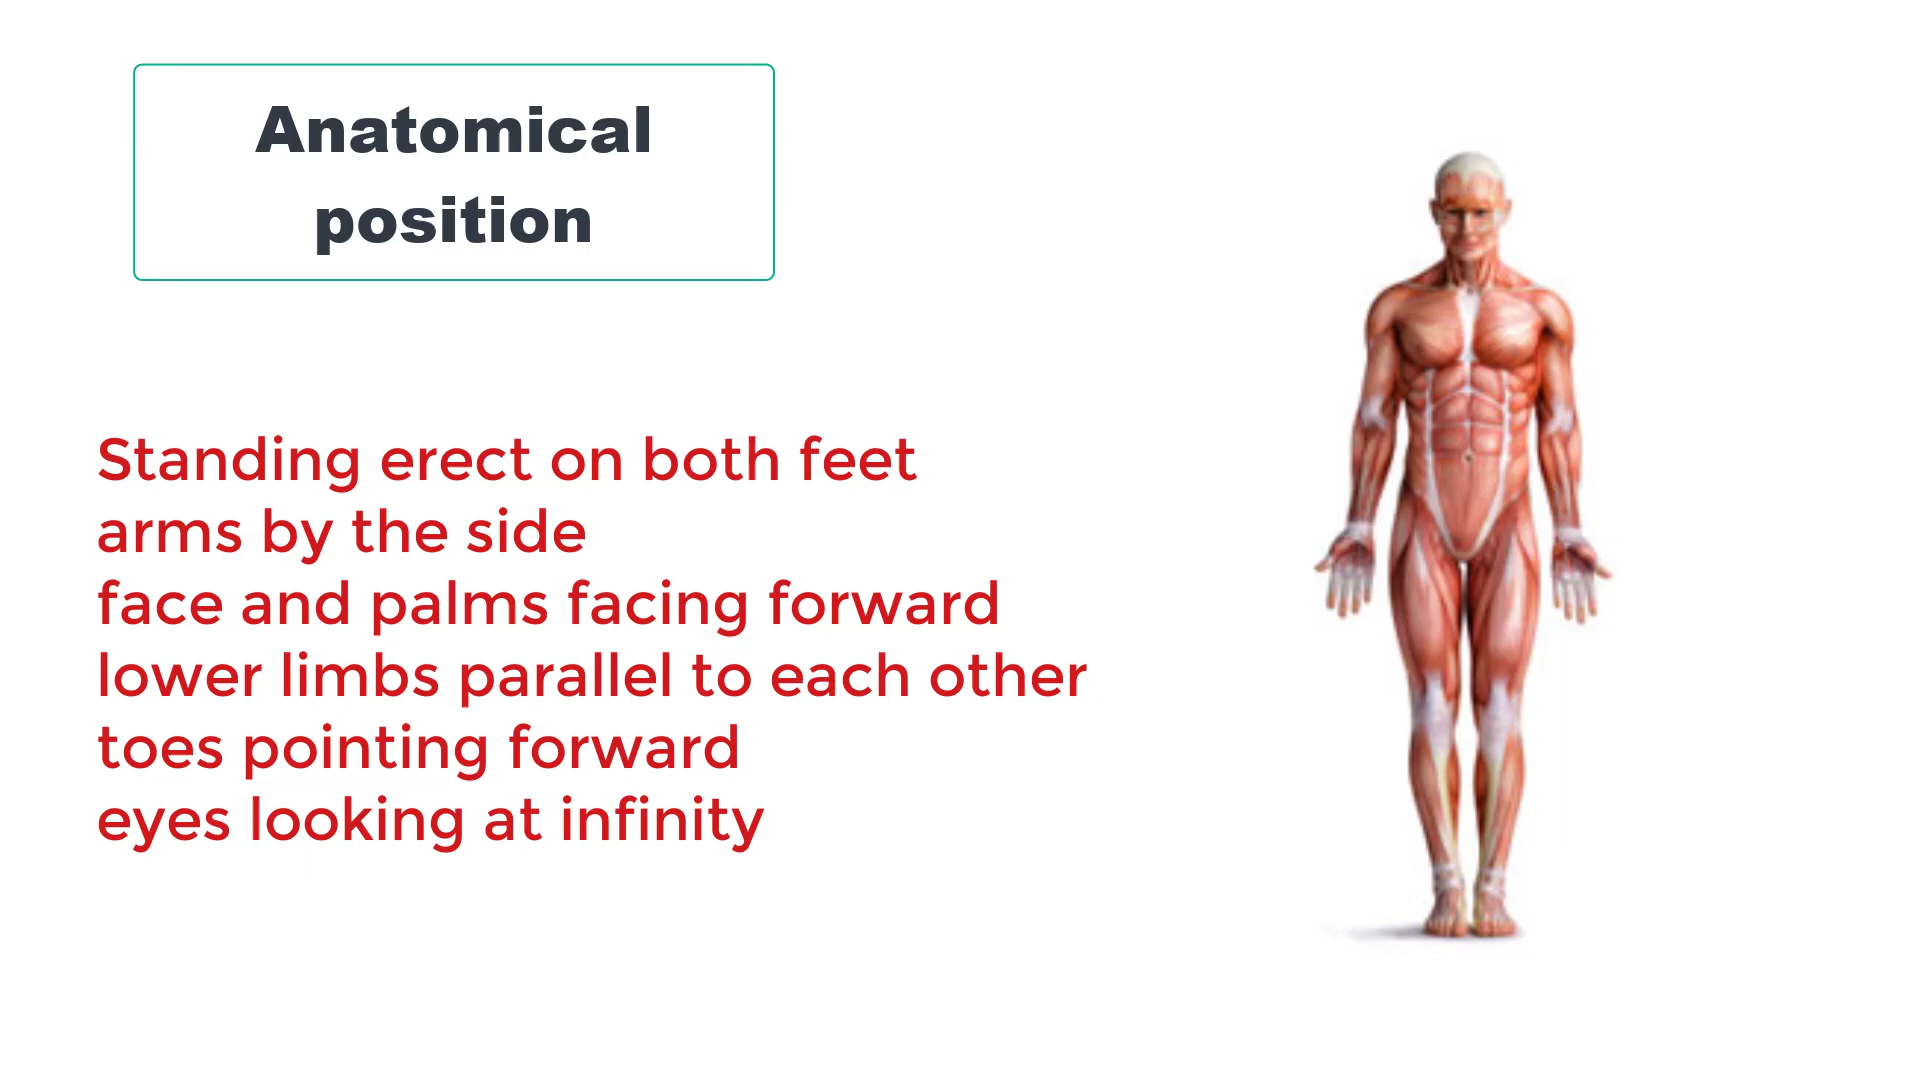 Anatomical
position
Standing erect on both feet
arms by the side
face and palms facing forward
lower limbs parallel to each other
toes pointing forward
eyes looking at infinity